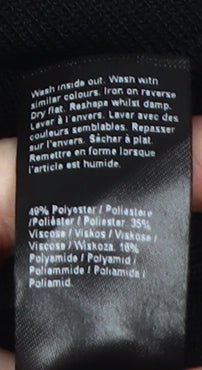 Wash inside out. Wash with
similar colours. Iron on reverse
Dry flat. Reshape whilst damp.
Laver à l'envers. Laver avec des
couleurs semblables. Repasser
sur l'envers. Sécher à plat.
Remettre en forme lorsque
l'article est humide.
49% Polyester / Poliéstere
/Poliéster / Poliester. 35%
Viscose / Viskos / Viskose /
Viscose / Wiskoza. 16%
Polyamide / Polyamid /
Poliammide / Poliamida /
Poliamid.